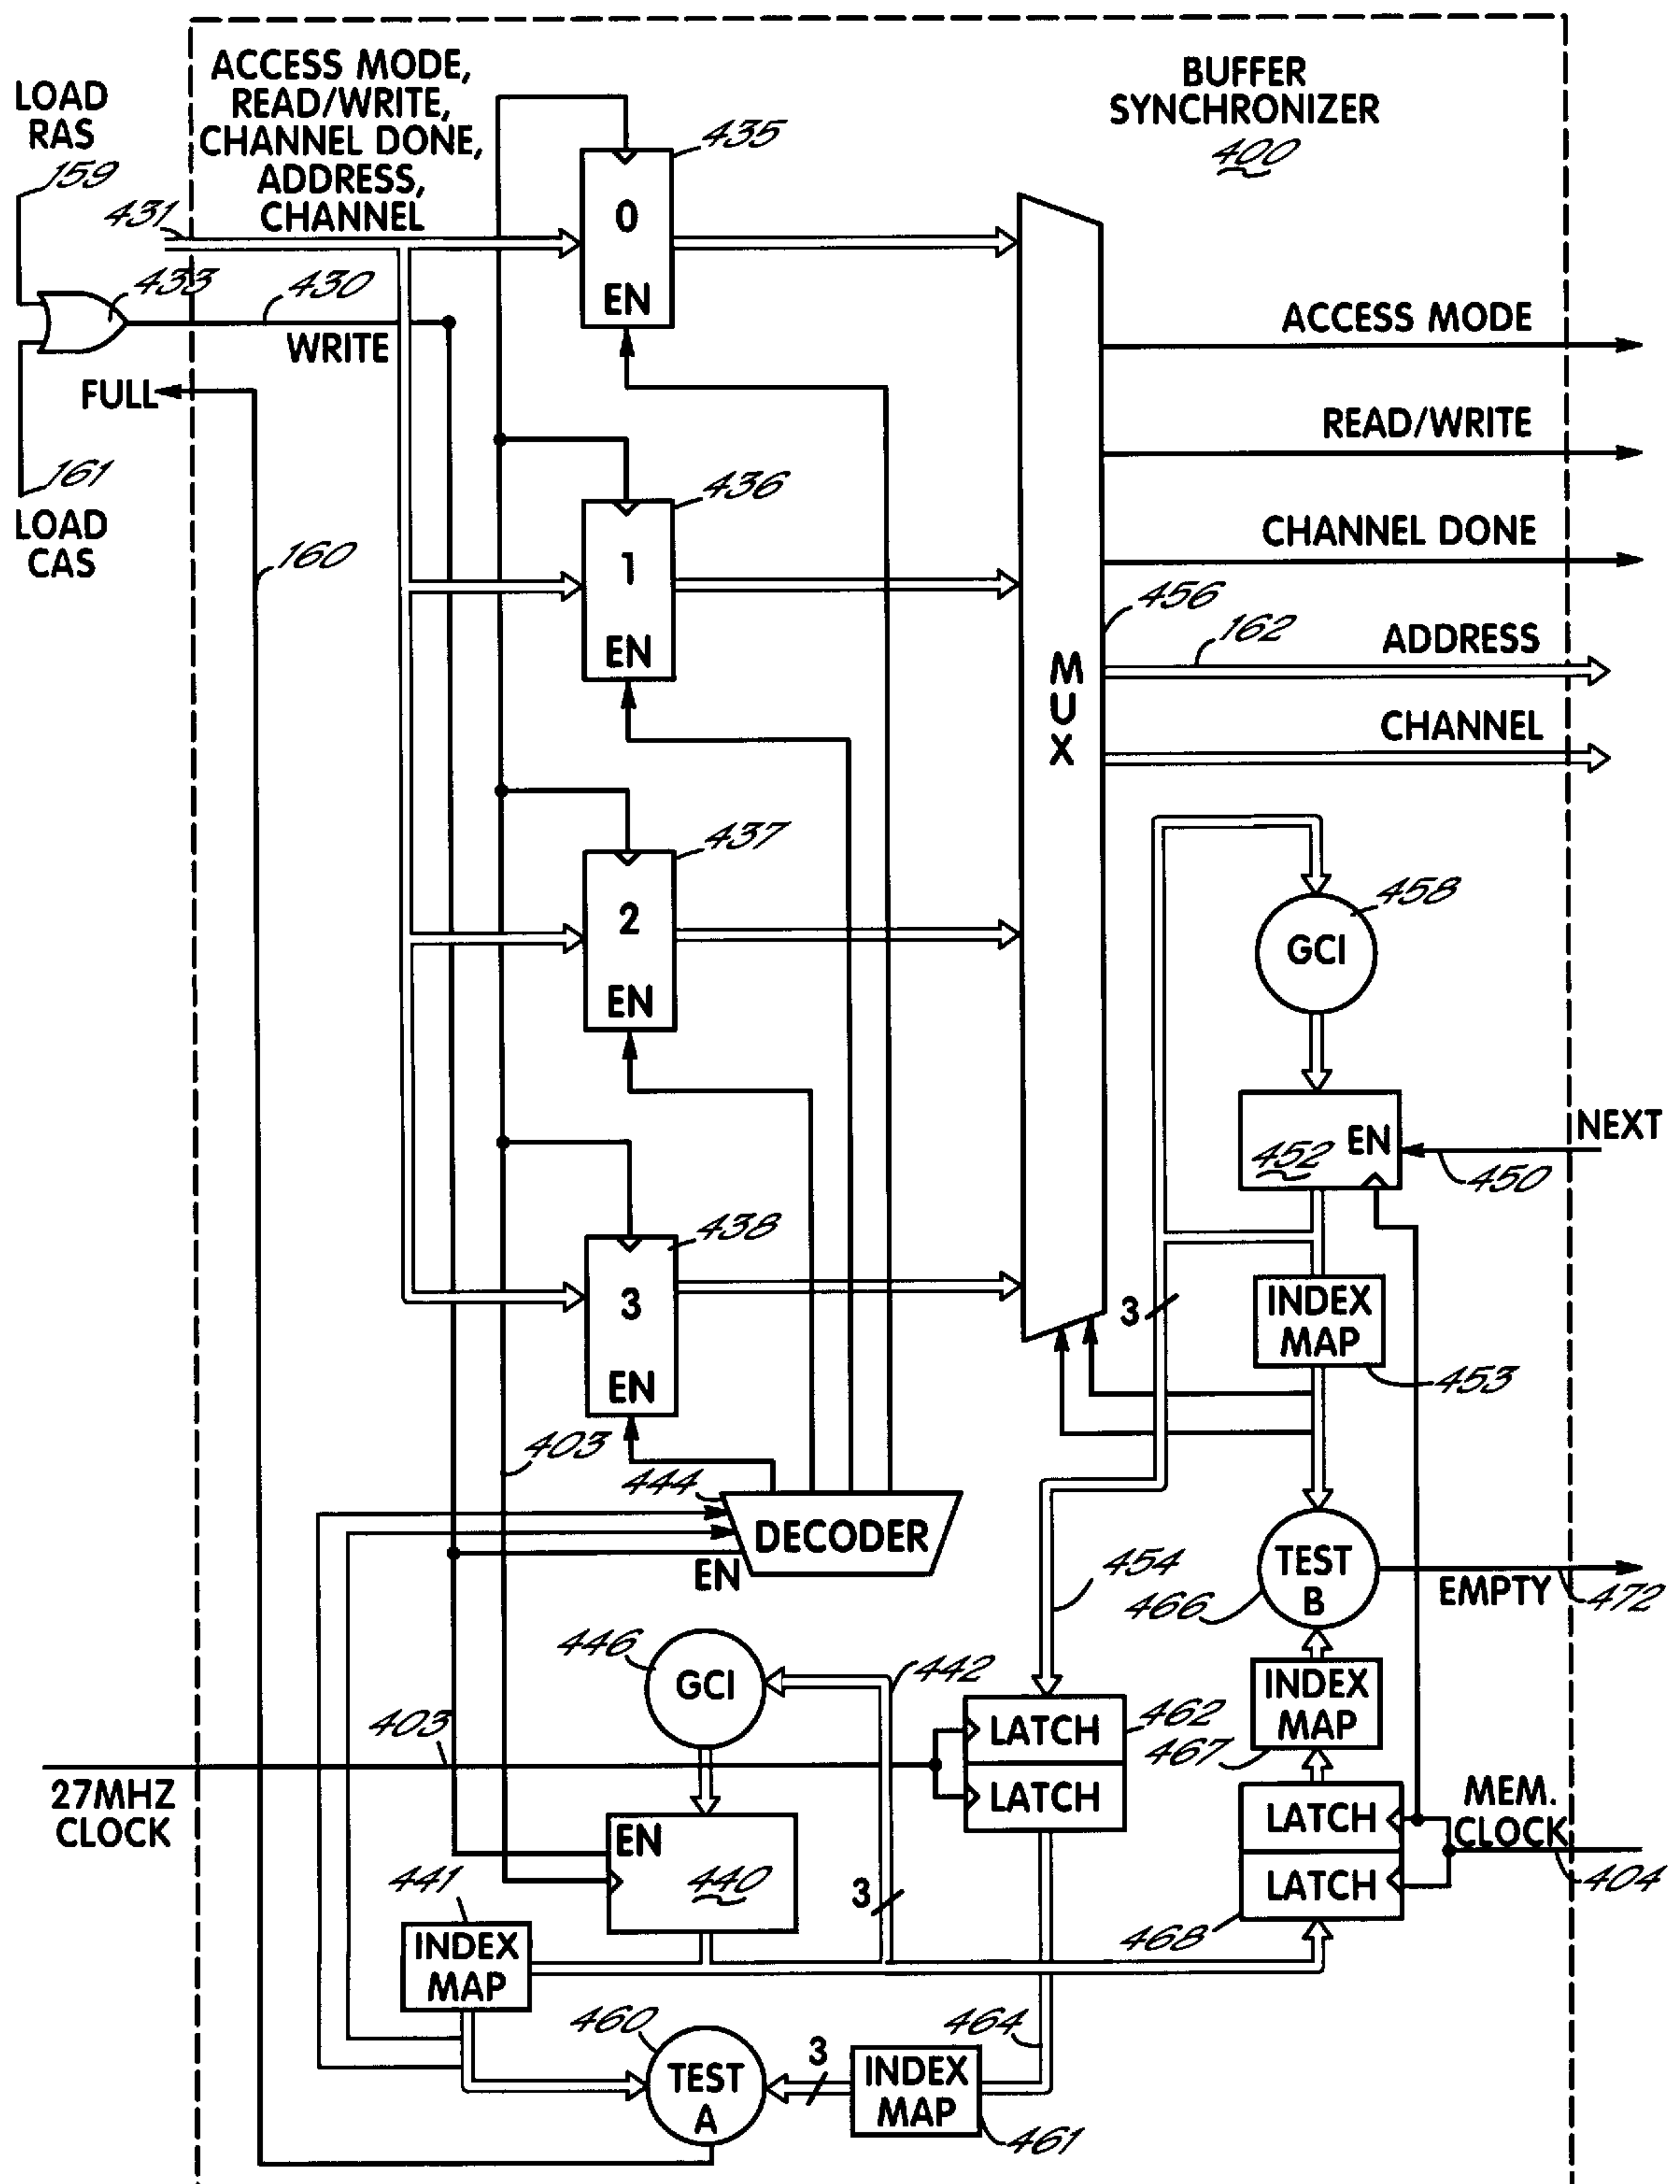 ACCESS MODE,
READ/WRITE,
CHANNEL DONE,
ADDRESS,
CHANNEL
BUFFER
SYNCHRONIZER
400
LOAD
RAS
159
431
433
430
WRITE
FULL
161
LOAD
CAS
160
435
0
EN
436
1
EN
437
2
EN
438
3
EN
403
444
DECODER
EN
MUX
456
ACCESS MODE
READ/WRITE
CHANNEL DONE
162
ADDRESS
CHANNEL
458
GCI
NEXT
452
EN
450
3
INDEX
MAP
453
454
TEST
B
466
EMPTY
472
446
GCI
442
403
27MHZ
CLOCK
LATCH
462
LATCH
INDEX
MAP
467
LATCH
LATCH
468
MEM.
CLOCK
404
EN
440
3
441
INDEX
MAP
460
TEST
A
3
INDEX
MAP
461
464